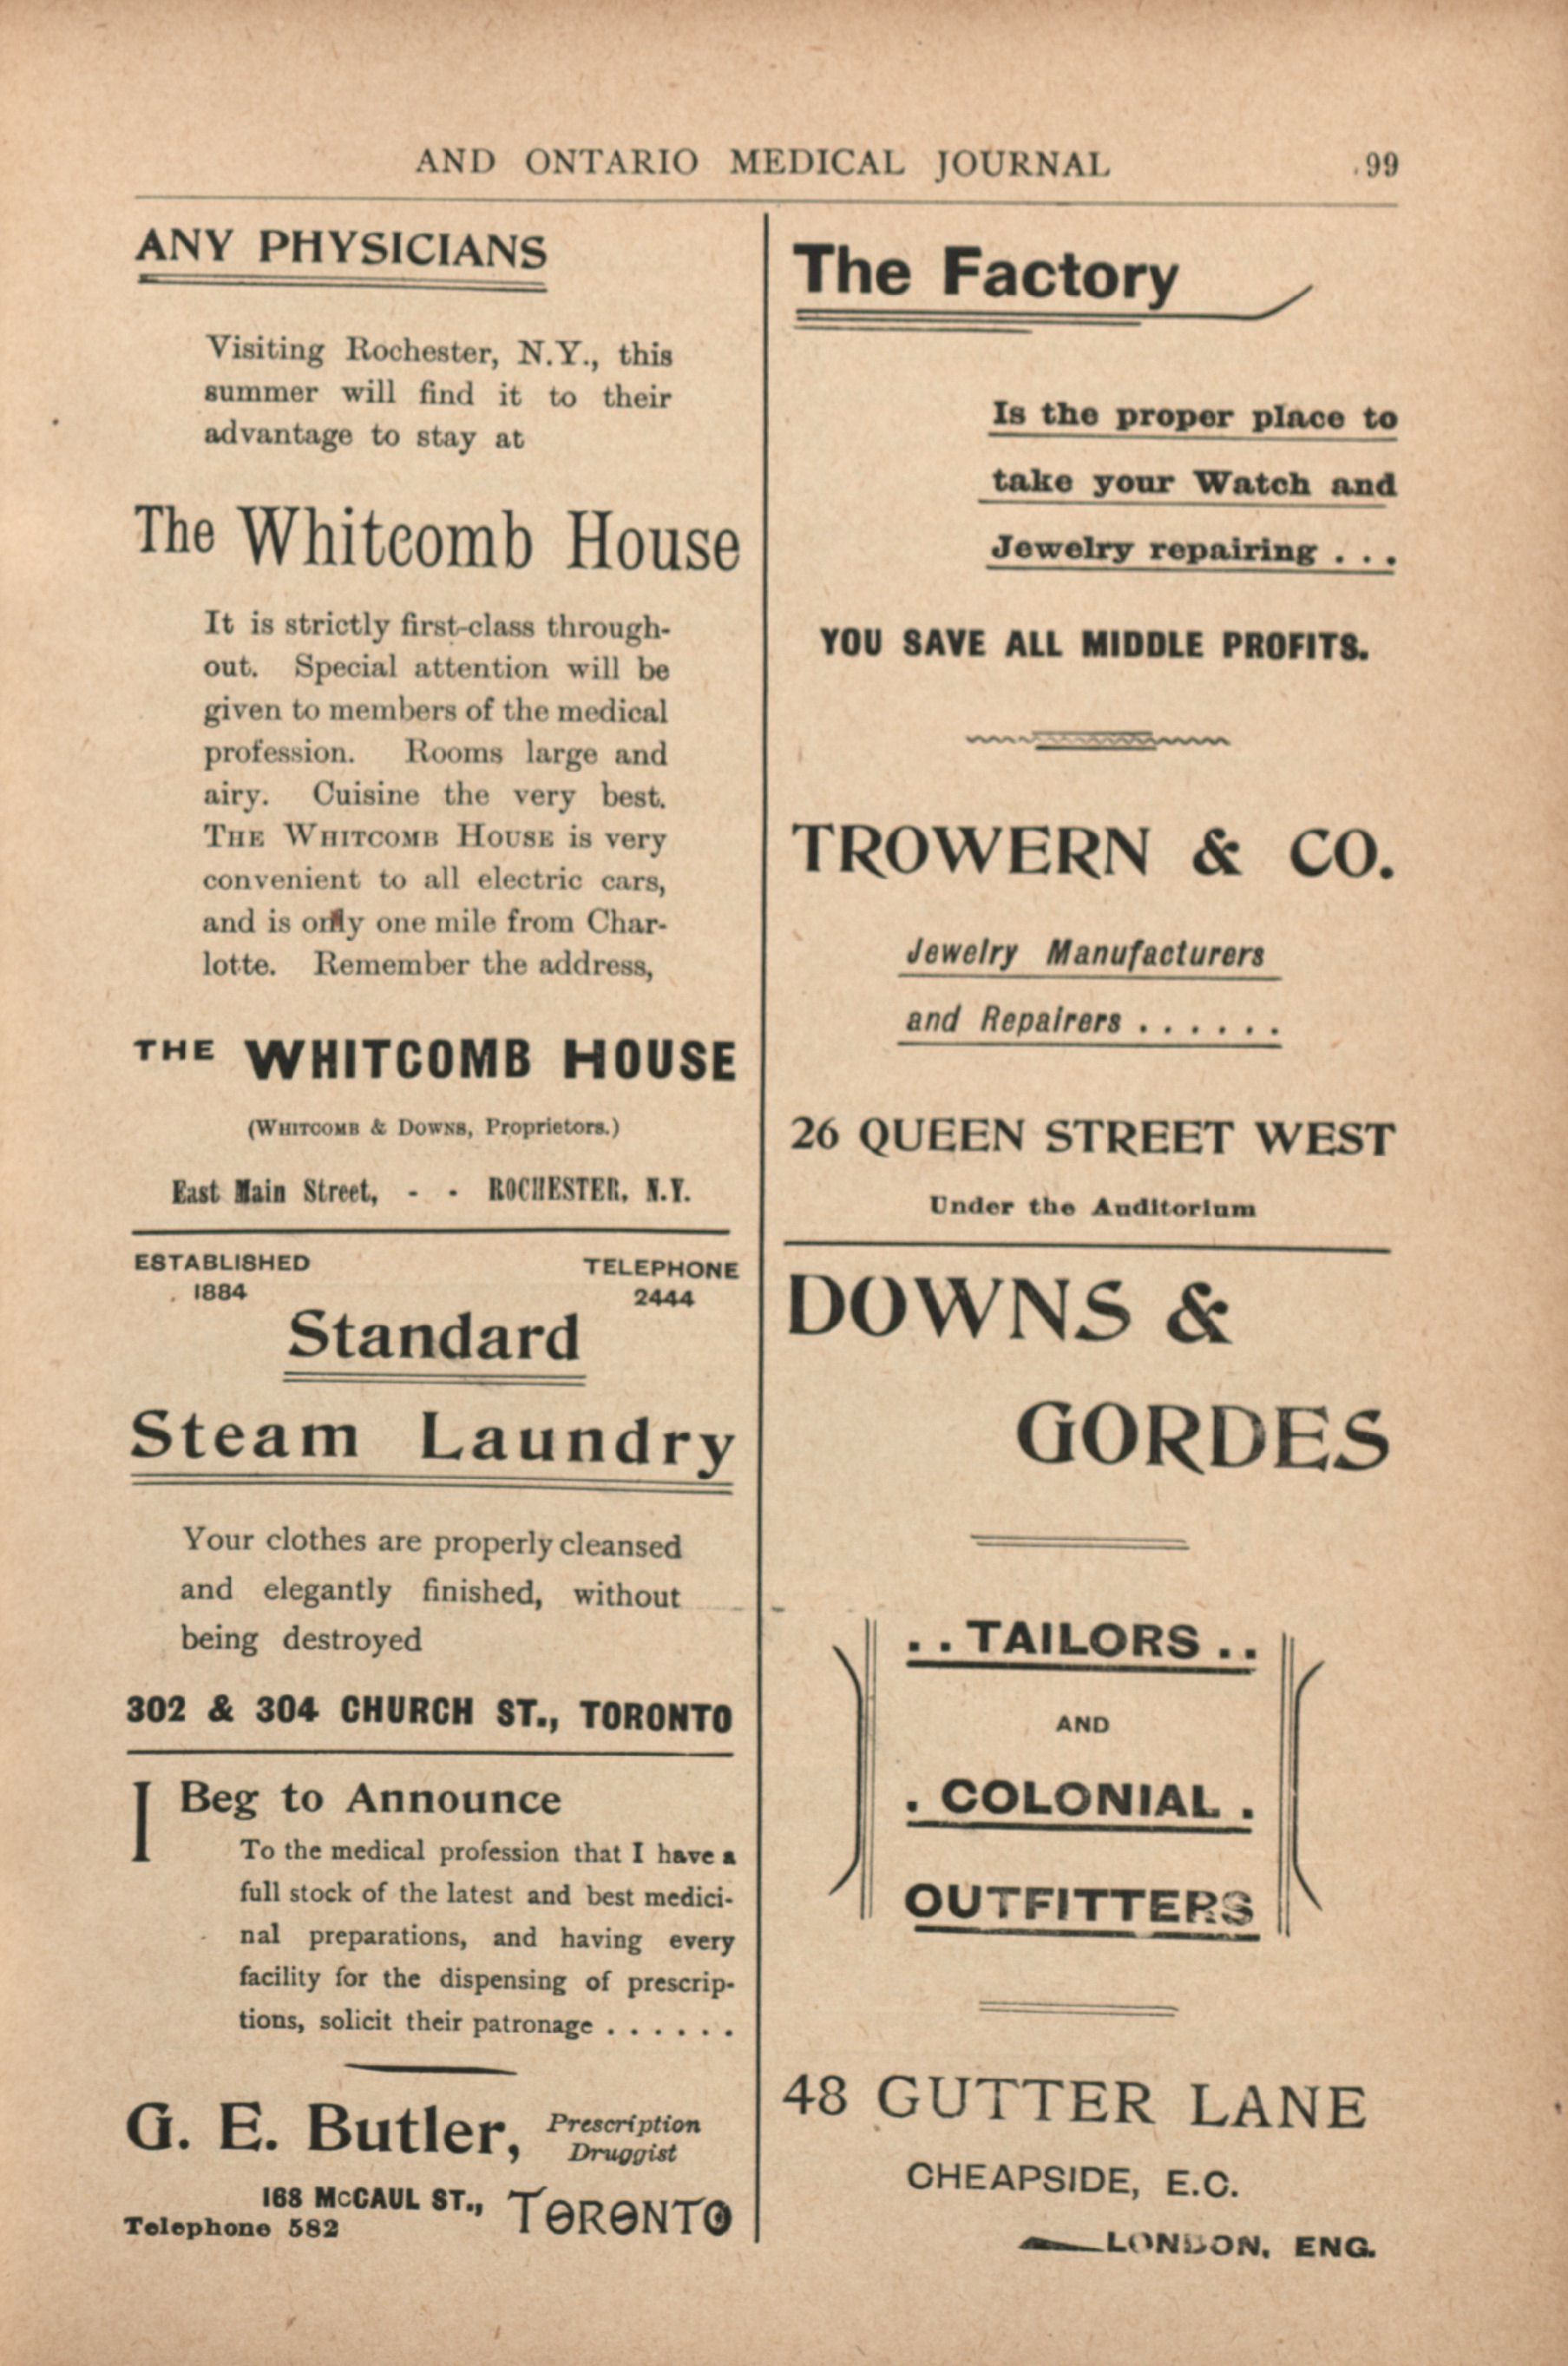 AND ONTARIO MEDICAL JOURNAL 99
ANY PHYSICIANS
Visiting Rochester, N.Y., this
summer will find it to their
advantage to stay at
The Whitcomb House
It is strictly first-class through-
out. Special attention will be
given to members of the medical
profession. Rooms large and
airy. Cuisine the very best.
THE WHITCOMB HOUSE is very
convenient to all electric cars,
and is only one mile from Char-
lotte. Remember the address,
THE WHITCOMB HOUSE
(WHITCOMB & DOWNS, Proprietors.)
East Main Street, - - ROCHESTER, N.Y.
ESTABLISHED
1884
TELEPHONE
2444
Standard
Steam Laundry
Your clothes are properly cleansed
and elegantly finished, without
being destroyed
302 & 304 CHURCH ST., TORONTO
I Beg to Announce
To the medical profession that I have a
full stock of the latest and best medici-
nal preparations, and having every
facility for the dispensing of prescrip-
tions, solicit their patronage . . . . . .
G. E. Butler, Prescription
Druggist
168 McCAUL ST., TORONTO
Telephone 582
The Factory
Is the proper place to
take your Watch and
Jewelry repairing . . .
YOU SAVE ALL MIDDLE PROFITS.
TROWERN & CO.
Jewelry Manufacturers
and Repairers . . . . . .
26 QUEEN STREET WEST
Under the Auditorium
DOWNS &
GORDES
. . TAILORS . .
AND
. COLONIAL .
OUTFITTERS
48 GUTTER LANE
CHEAPSIDE, E.C.
LONDON, ENG.